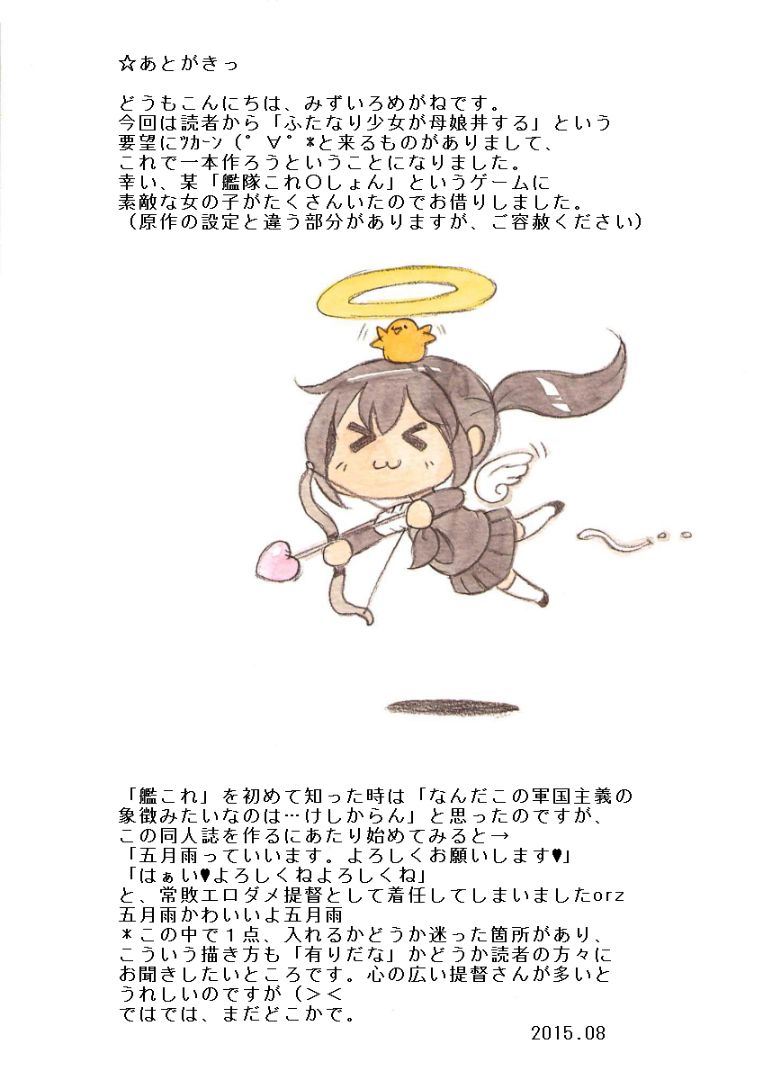 ☆あとがきっ
どうもこんにちは、みずいろめがねです。
今回は読者から「ふたなり少女が母娘丼する」という
要望にﾂｶｰﾝ（ﾟ∀ﾟ*と来るものがありまして、
これで一本作ろうということになりました。
幸い、某「艦隊これ〇しょん」というゲームに
素敵な女の子がたくさんいたのでお借りしました。
（原作の設定と違う部分がありますが、ご容赦ください）
「艦これ」を初めて知った時は「なんだこの軍国主義の
象徴みたいなのは…けしからん」と思ったのですが、
この同人誌を作るにあたり始めてみると→
「五月雨っていいます。よろしくお願いします♥」
「はぁい♥よろしくねよろしくね」
と、常敗エロダメ提督として着任してしまいましたorz
五月雨かわいいよ五月雨
＊この中で１点、入れるかどうか迷った箇所があり、
こういう描き方も「有りだな」かどうか読者の方々に
お聞きしたいところです。心の広い提督さんが多いと
うれしいのですが（＞＜
ではでは、まだどこかで。
2015.08